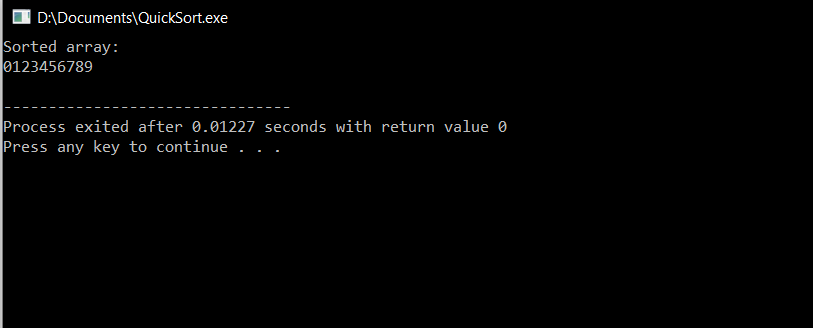 D:\Documents\QuickSort.exe
Sorted array:
0123456789
--------------------------------
Process exited after 0.01227 seconds with return value 0
Press any key to continue . . .